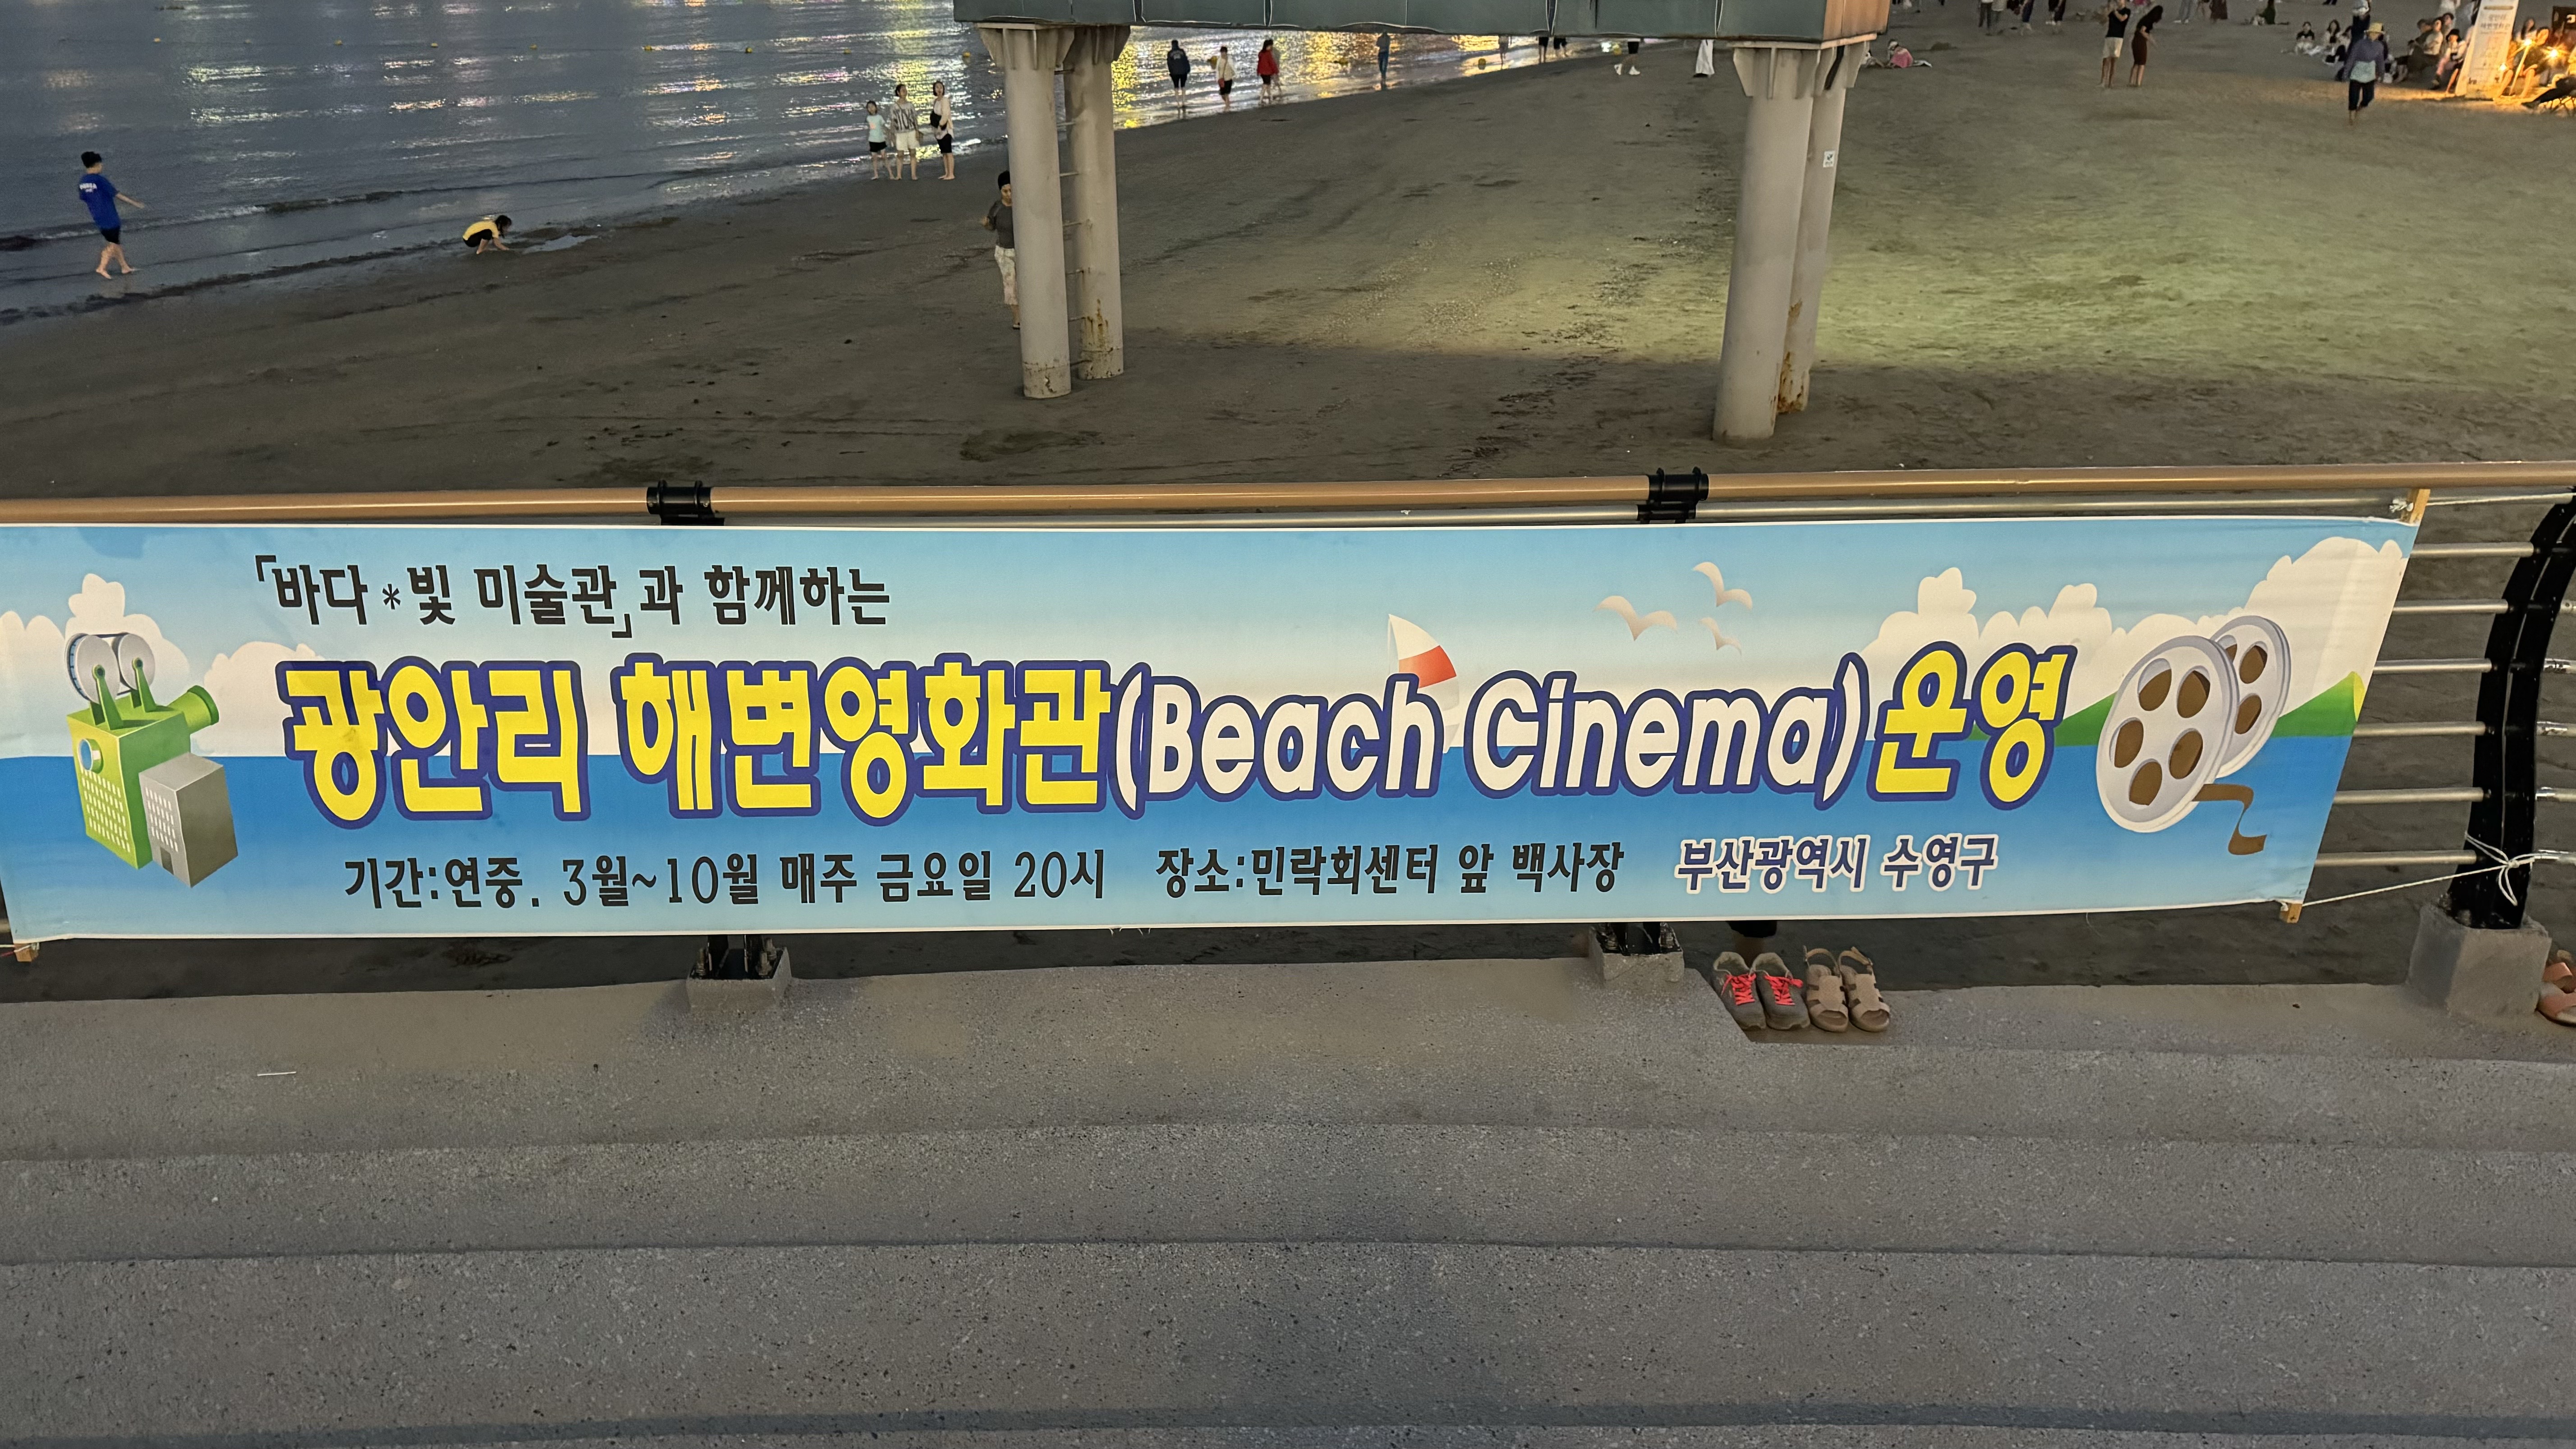 「바다*빛 미술관」과 함께하는
광안리 해변영화관(Beach Cinema)운영
기간:연중. 3월~10월 매주 금요일 20시 장소:민락회센터 앞 백사장 부산광역시 수영구